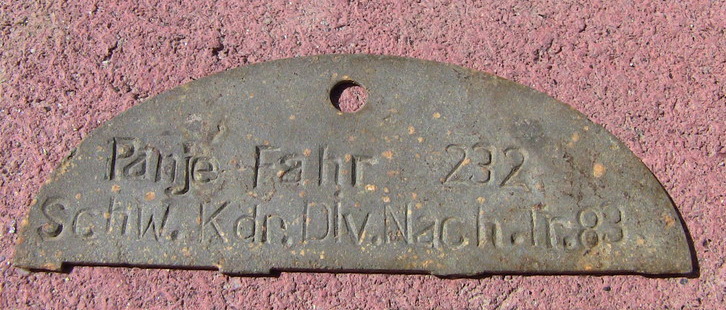 Panje-Fahr 232
Schw. Kdr. Div. Nach. Tr. 83